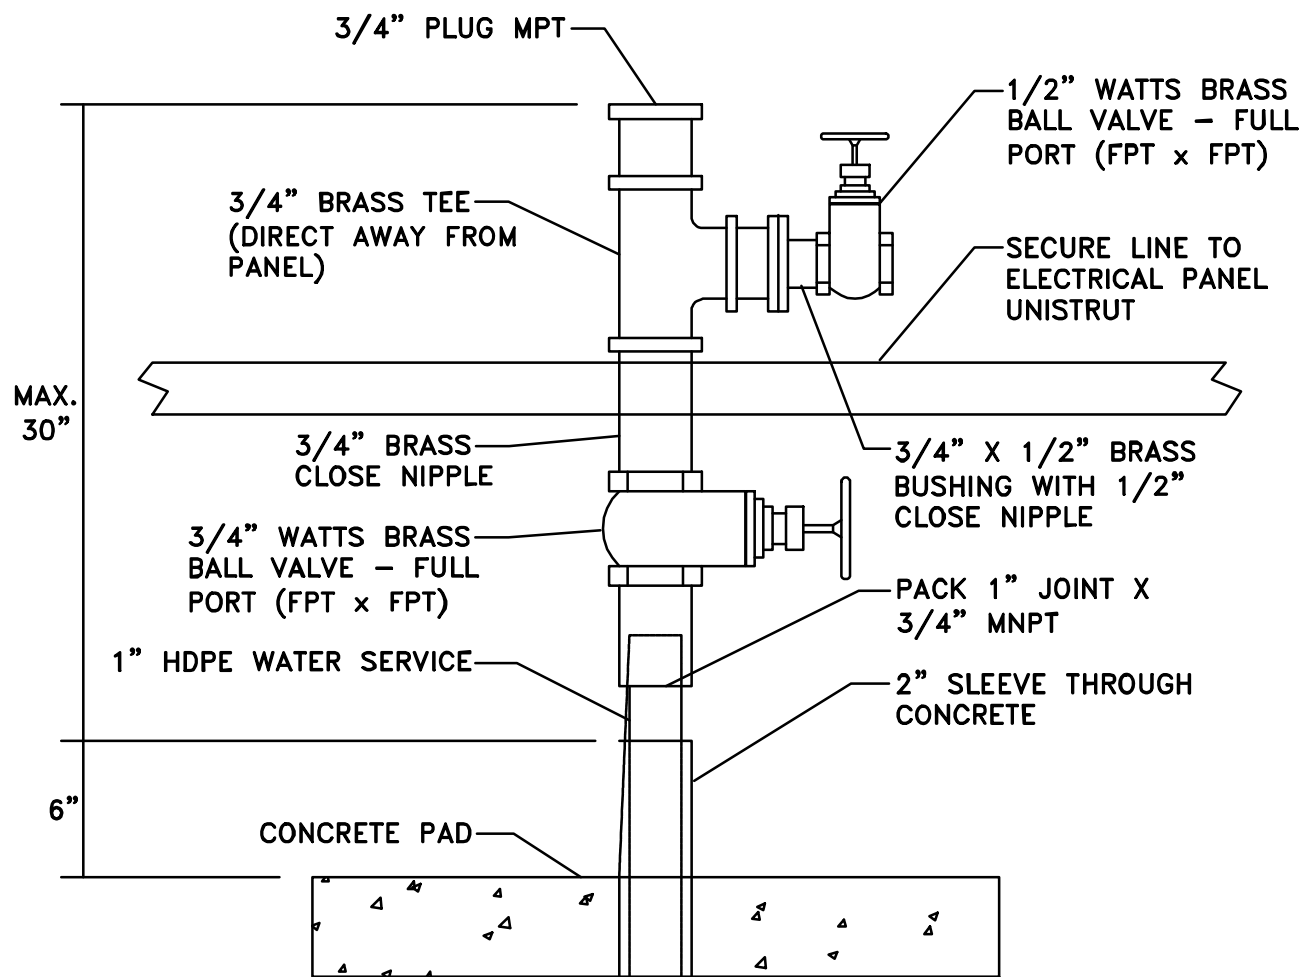 3/4” PLUG MPT
1/2” WATTS BRASS
BALL VALVE – FULL
PORT (FPT x FPT)
3/4” BRASS TEE
(DIRECT AWAY FROM
PANEL)
SECURE LINE TO
ELECTRICAL PANEL
UNISTRUT
MAX.
30”
3/4” BRASS
CLOSE NIPPLE
3/4” X 1/2” BRASS
BUSHING WITH 1/2”
CLOSE NIPPLE
3/4” WATTS BRASS
BALL VALVE – FULL
PORT (FPT x FPT)
PACK 1” JOINT X
3/4” MNPT
1” HDPE WATER SERVICE
2” SLEEVE THROUGH
CONCRETE
6”
CONCRETE PAD